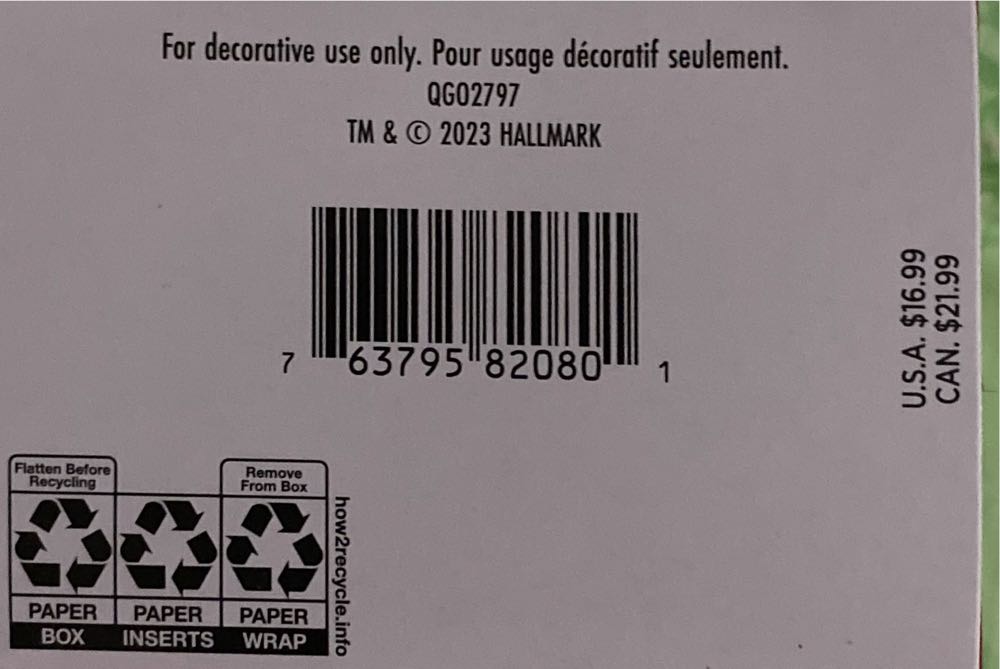 For decorative use only. Pour usage décoratif seulement.
QGO2797
TM & © 2023 HALLMARK
7 63795 82080 1
U.S.A. $16.99
CAN. $21.99
Flatten Before
Recycling
PAPER
BOX
PAPER
INSERTS
Remove
From Box
PAPER
WRAP
how2recycle.info